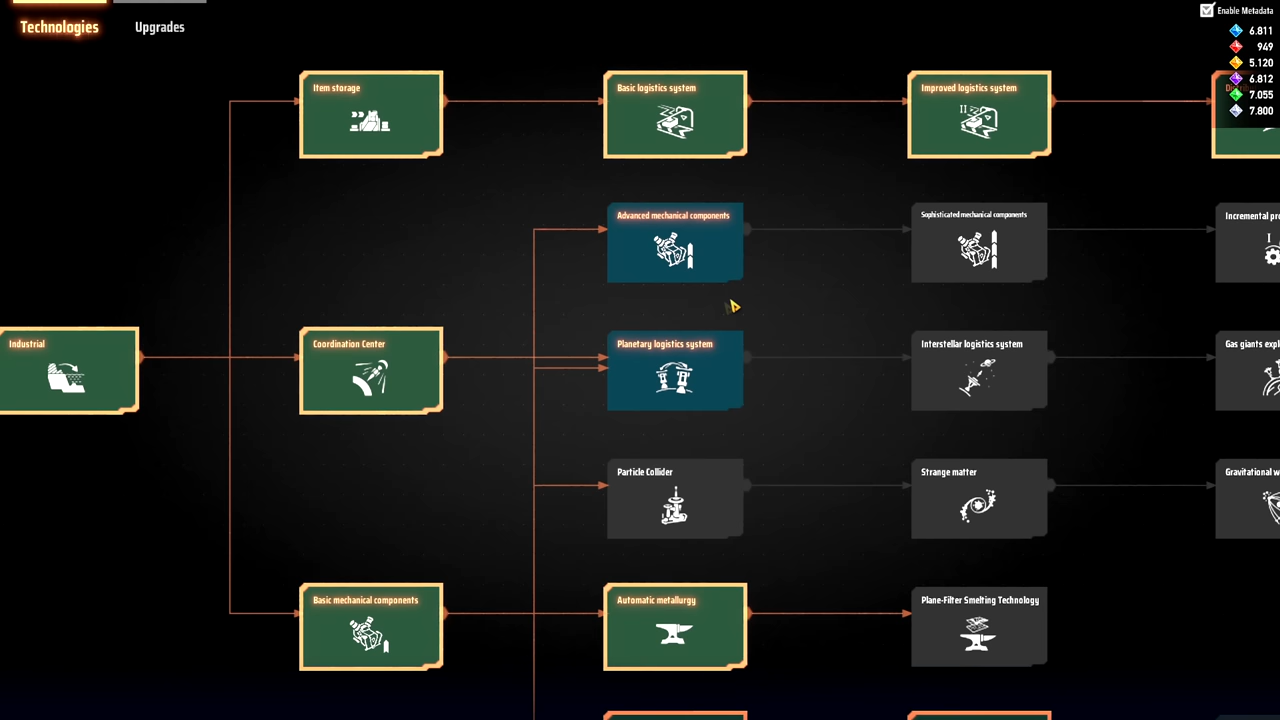 Technologies
Upgrades
Enable Metadata
6.811
949
5.120
6.812
7.055
7.800
Item storage
Basic logistics system
Improved logistics system
Advanced mechanical components
Sophisticated mechanical components
Industrial
Coordination Center
Planetary logistics system
Interstellar logistics system
Particle Collider
Strange matter
Basic mechanical components
Automatic metallurgy
Plane-Filter Smelting Technology